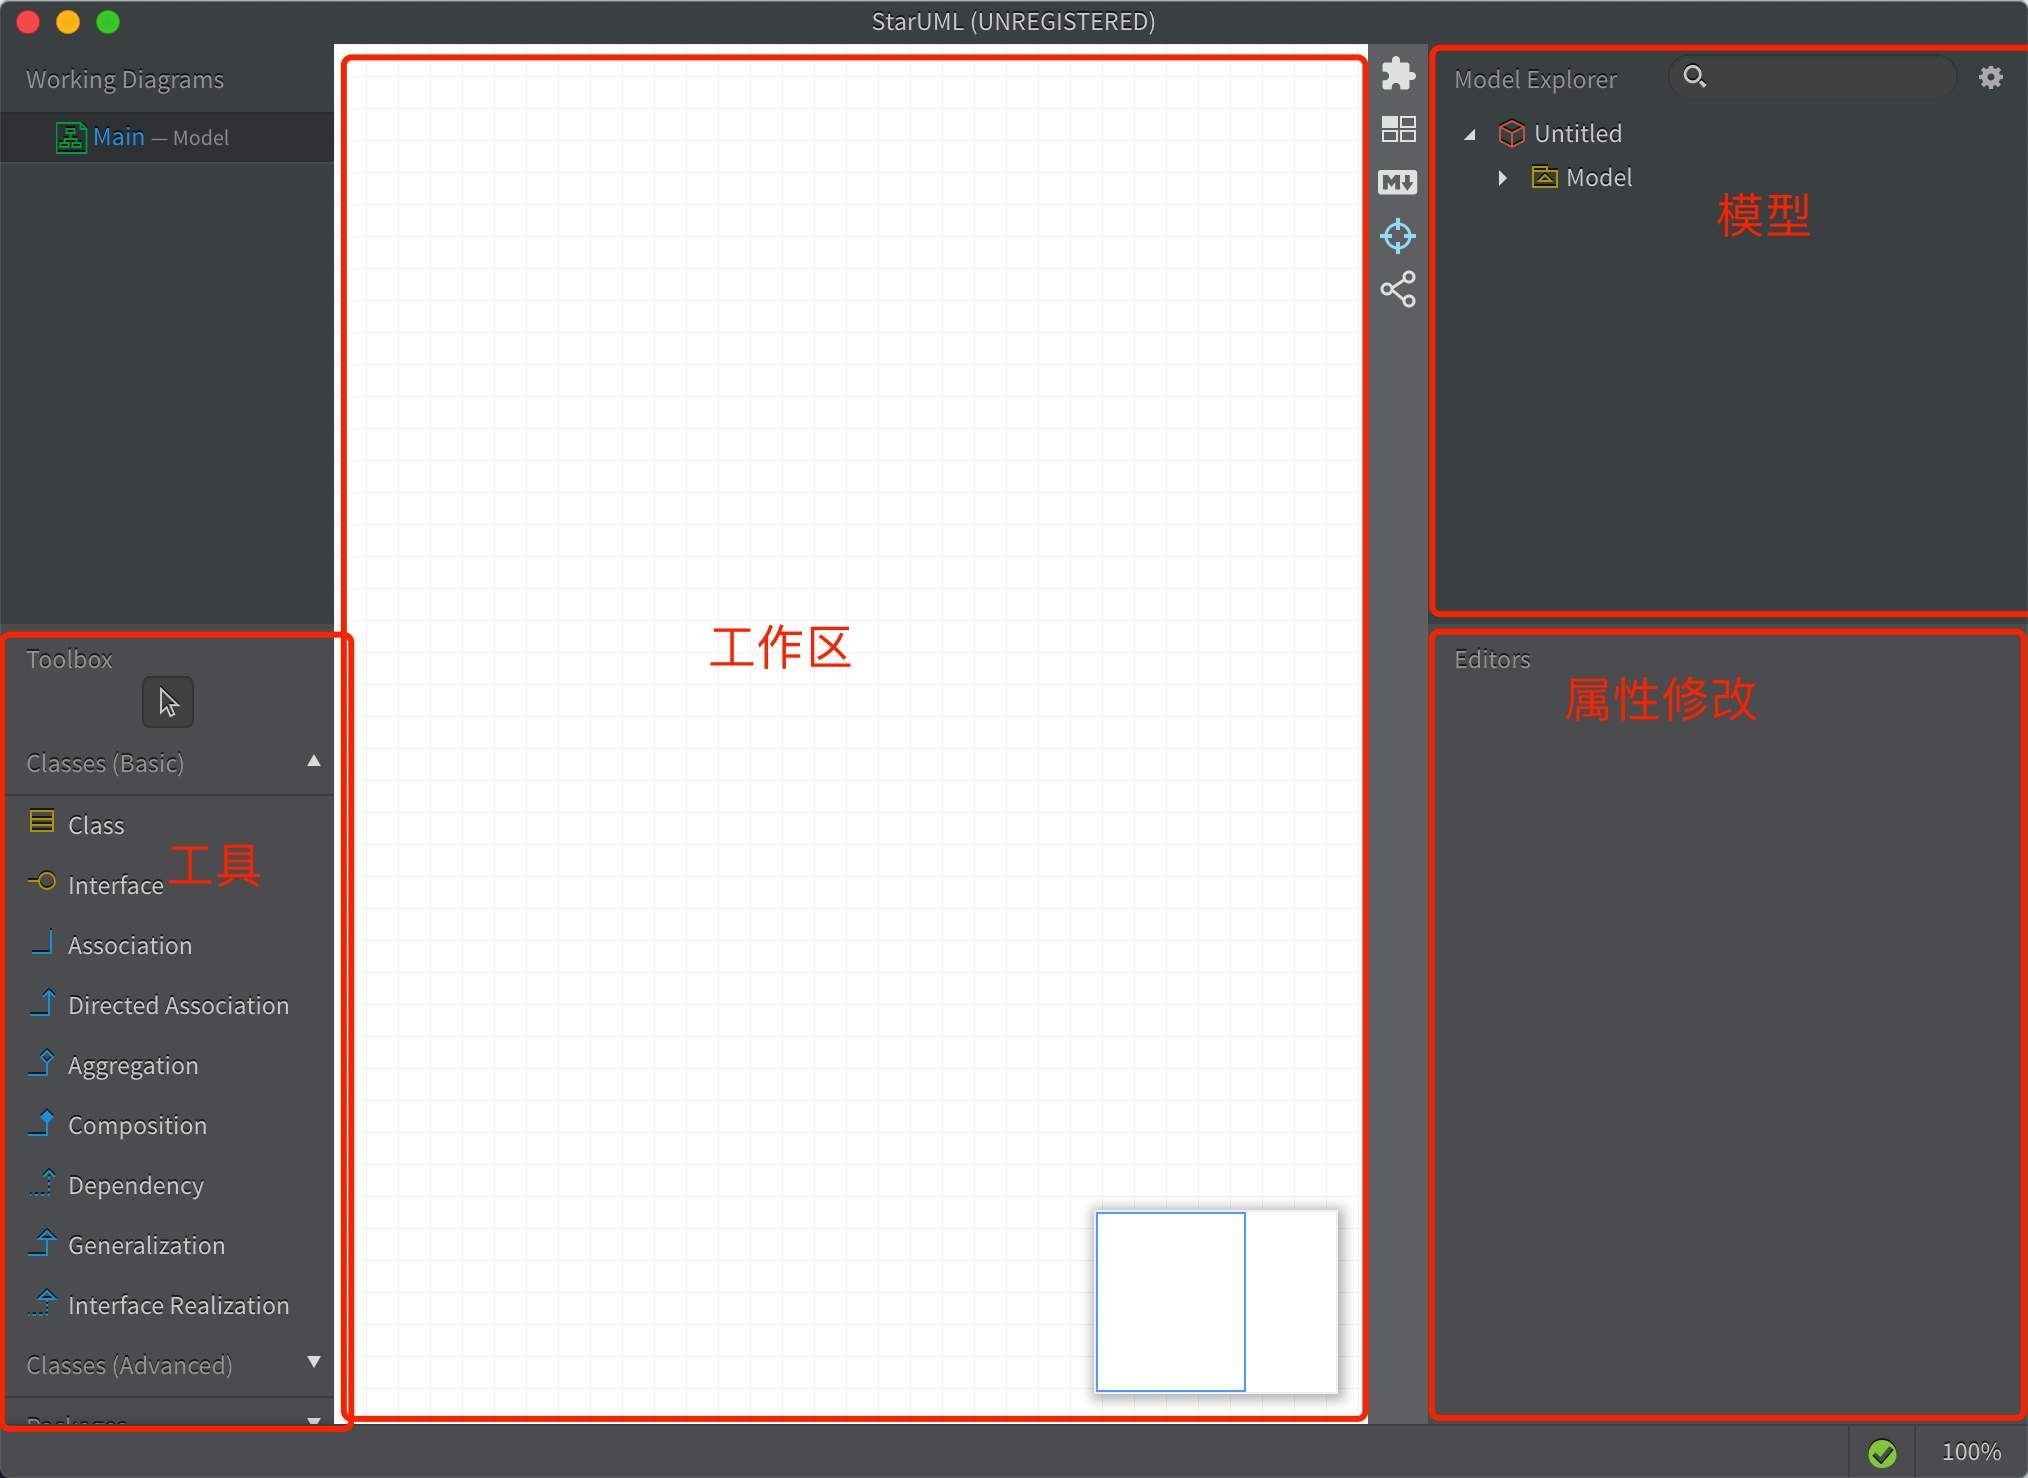 StarUML (UNREGISTERED)
Working Diagrams
Main — Model
Toolbox
Classes (Basic)
Class
Interface
工具
Association
Directed Association
Aggregation
Composition
Dependency
Generalization
Interface Realization
Classes (Advanced)
Packages
工作区
M
Model Explorer
Untitled
Model
模型
Editors
属性修改
100%